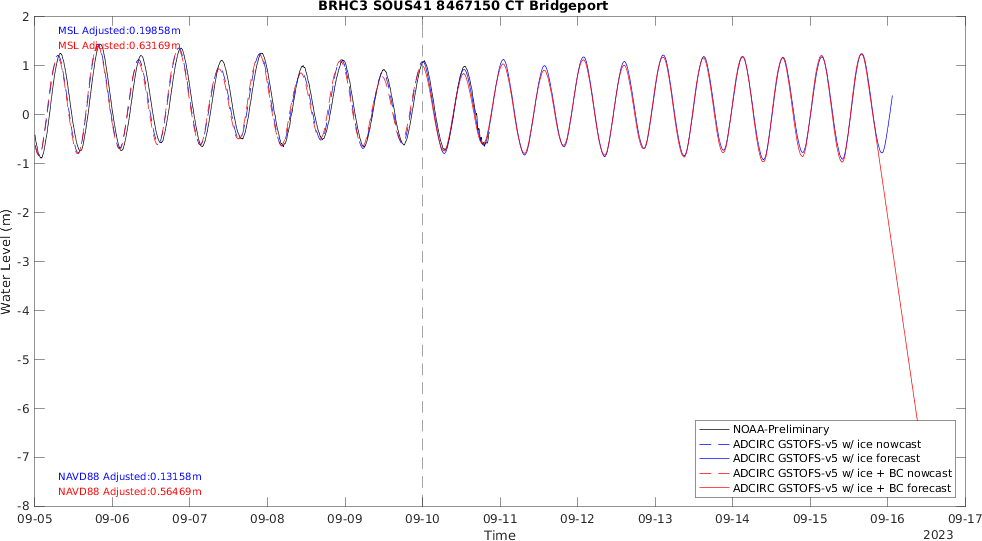 BRHC3 SOUS41 8467150 CT Bridgeport
MSL Adjusted:0.19858m
MSL Adjusted:0.63169m
2
1
0
-1
-2
-3
-4
-5
-6
-7
-8
Water Level (m)
NAVD88 Adjusted:0.13158m
NAVD88 Adjusted:0.56469m
NOAA-Preliminary
ADCIRC GSTOFS-v5 w/ ice nowcast
ADCIRC GSTOFS-v5 w/ ice forecast
ADCIRC GSTOFS-v5 w/ ice + BC nowcast
ADCIRC GSTOFS-v5 w/ ice + BC forecast
09-05 09-06 09-07 09-08 09-09 09-10 09-11 09-12 09-13 09-14 09-15 09-16 09-17
Time
2023